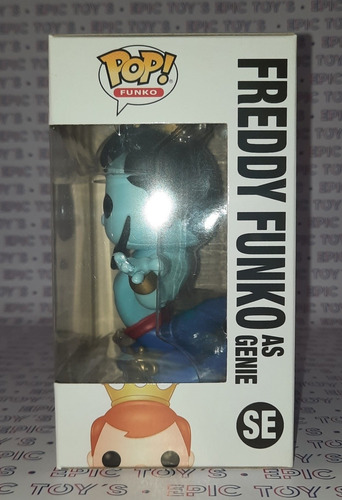 POP!
FUNKO
FREDDY FUNKO
AS
GENIE
SE
EPIC TOY'S